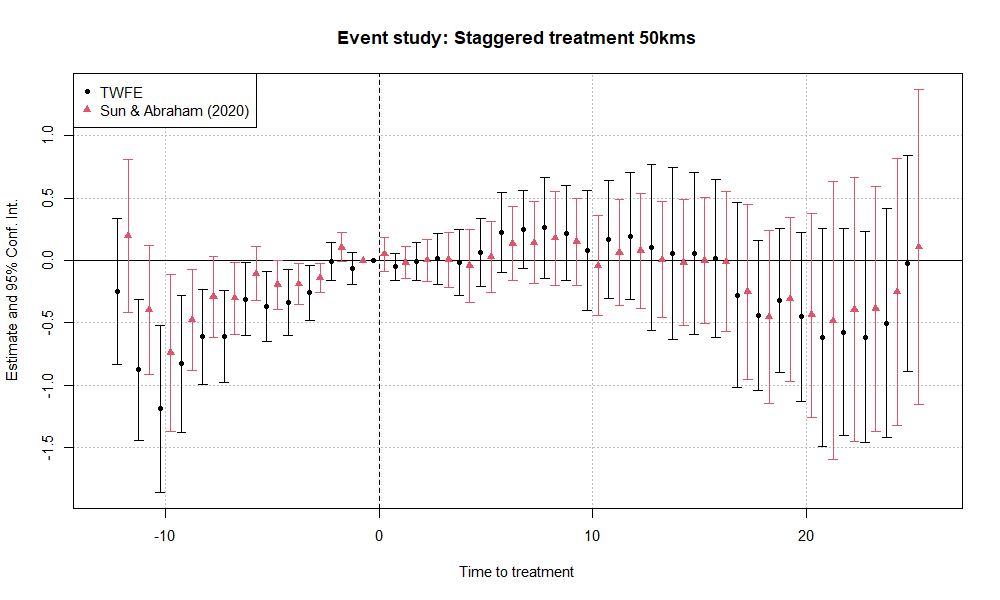 Event study: Staggered treatment 50kms
TWFE
Sun & Abraham (2020)
Estimate and 95% Conf. Int.
1.0
0.5
0.0
-0.5
-1.0
-1.5
-10
0
10
20
Time to treatment